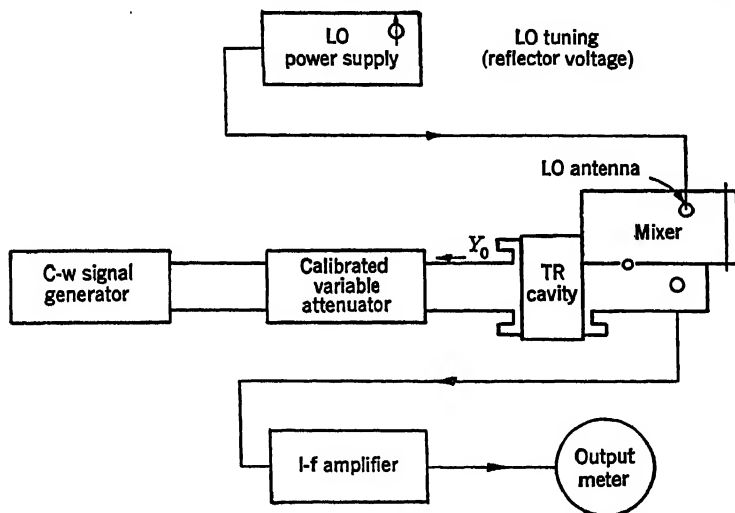 LO
power supply
LO tuning
(reflector voltage)
LO antenna
Mixer
Y₀
C-w signal
generator
Calibrated
variable
attenuator
TR
cavity
I-f amplifier
Output
meter